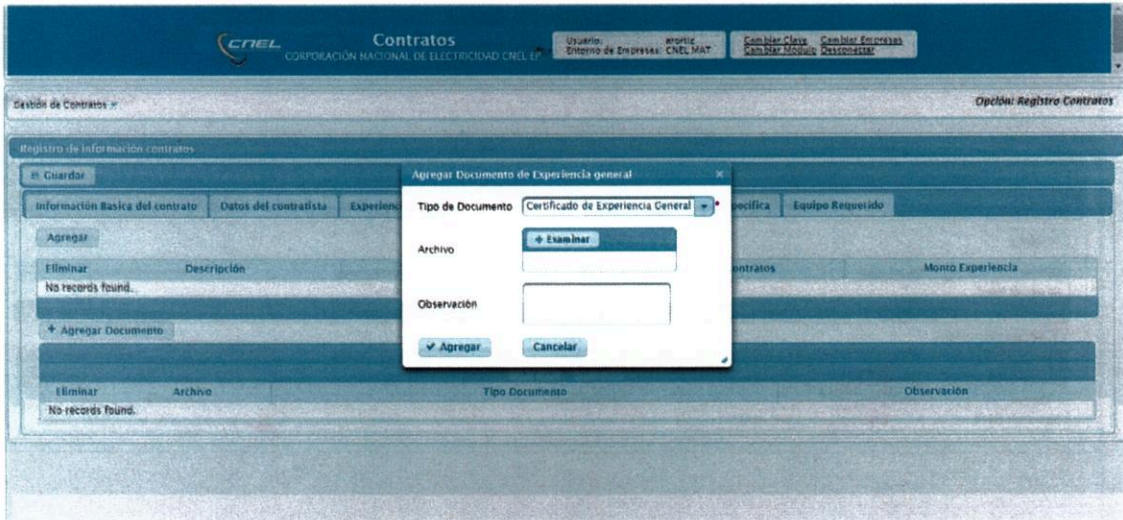 CNEL
Contratos
CORPORACIÓN NACIONAL DE ELECTRICIDAD CNEL EP
Usuario:
Entorno de Empresas: CNEL MAT
Cambiar Clave Cambiar Empresas
Cambiar Módulo Desconectar
Gestión de Contratos
Opción: Registro Contratos
Registro de información contratos
Guardar
Información Basica del contrato Datos del contratista Experienc pecifica Equipo Requerido
Agregar
Eliminar Descripción ontratos Monto Experiencia
No records found.
+ Agregar Documento
Eliminar Archivo Tipo Documento Observación
No records found.
Agregar Documento de Experiencia general
Tipo de Documento Certificado de Experiencia General
Archivo
+ Examinar
Observación
Agregar Cancelar